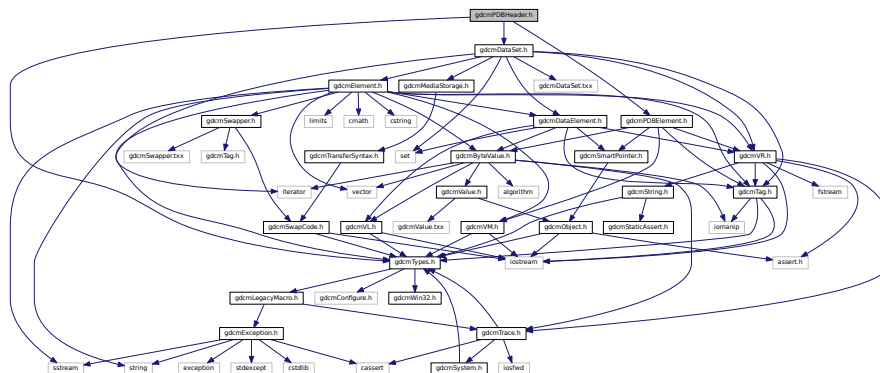 gdcmPDBHeader.h
gdcmDataSet.h
gdcmElement.h
gdcmMediaStorage.h
gdcmDataSet.txx
gdcmSwapper.h
limits
cmath
cstring
gdcmDataElement.h
gdcmPDBElement.h
gdcmSwapper.txx
gdcmTag.h
gdcmTransferSyntax.h
set
gdcmByteValue.h
gdcmSmartPointer.h
gdcmVR.h
iterator
vector
gdcmValue.h
algorithm
gdcmString.h
gdcmTag.h
fstream
gdcmSwapCode.h
gdcmVL.h
gdcmValue.txx
gdcmVM.h
gdcmObject.h
gdcmStaticAssert.h
iomanip
gdcmTypes.h
iostream
assert.h
gdcmLegacyMacro.h
gdcmConfigure.h
gdcmWin32.h
gdcmException.h
gdcmTrace.h
sstream
string
exception
stdexcept
cstdlib
cassert
gdcmSystem.h
iosfwd